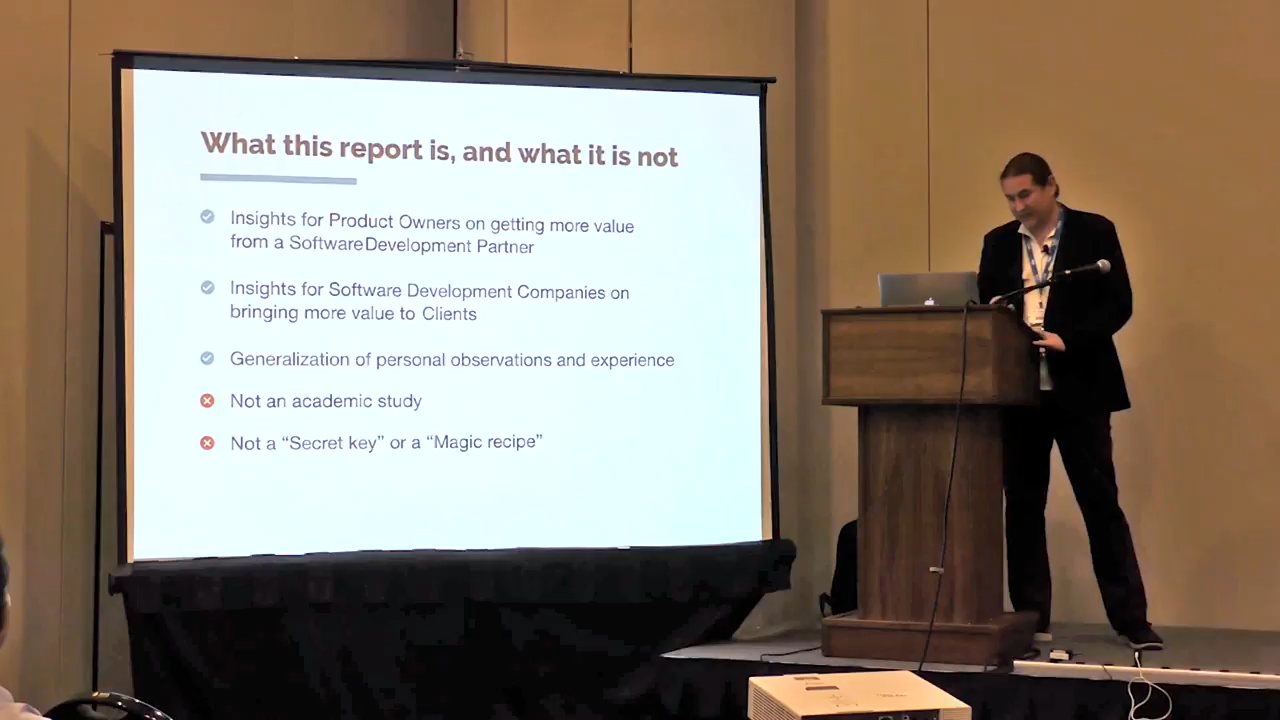 What this report is, and what it is not
Insights for Product Owners on getting more value
from a Software Development Partner
Insights for Software Development Companies on
bringing more value to Clients
Generalization of personal observations and experience
Not an academic study
Not a “Secret key” or a “Magic recipe”